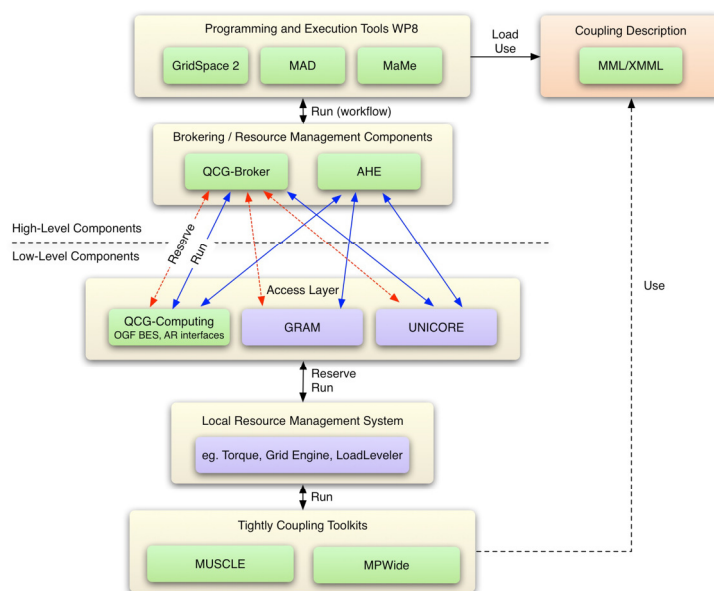 Programming and Execution Tools WP8
GridSpace 2
MAD
MaMe
Load
Use
Coupling Description
MML/XMML
Run (workflow)
Brokering / Resource Management Components
QCG-Broker
AHE
High-Level Components
Low-Level Components
Reserve
Run
Use
Access Layer
QCG-Computing
OGF BES, AR interfaces
GRAM
UNICORE
Reserve
Run
Local Resource Management System
eg. Torque, Grid Engine, LoadLeveler
Run
Tightly Coupling Toolkits
MUSCLE
MPWide